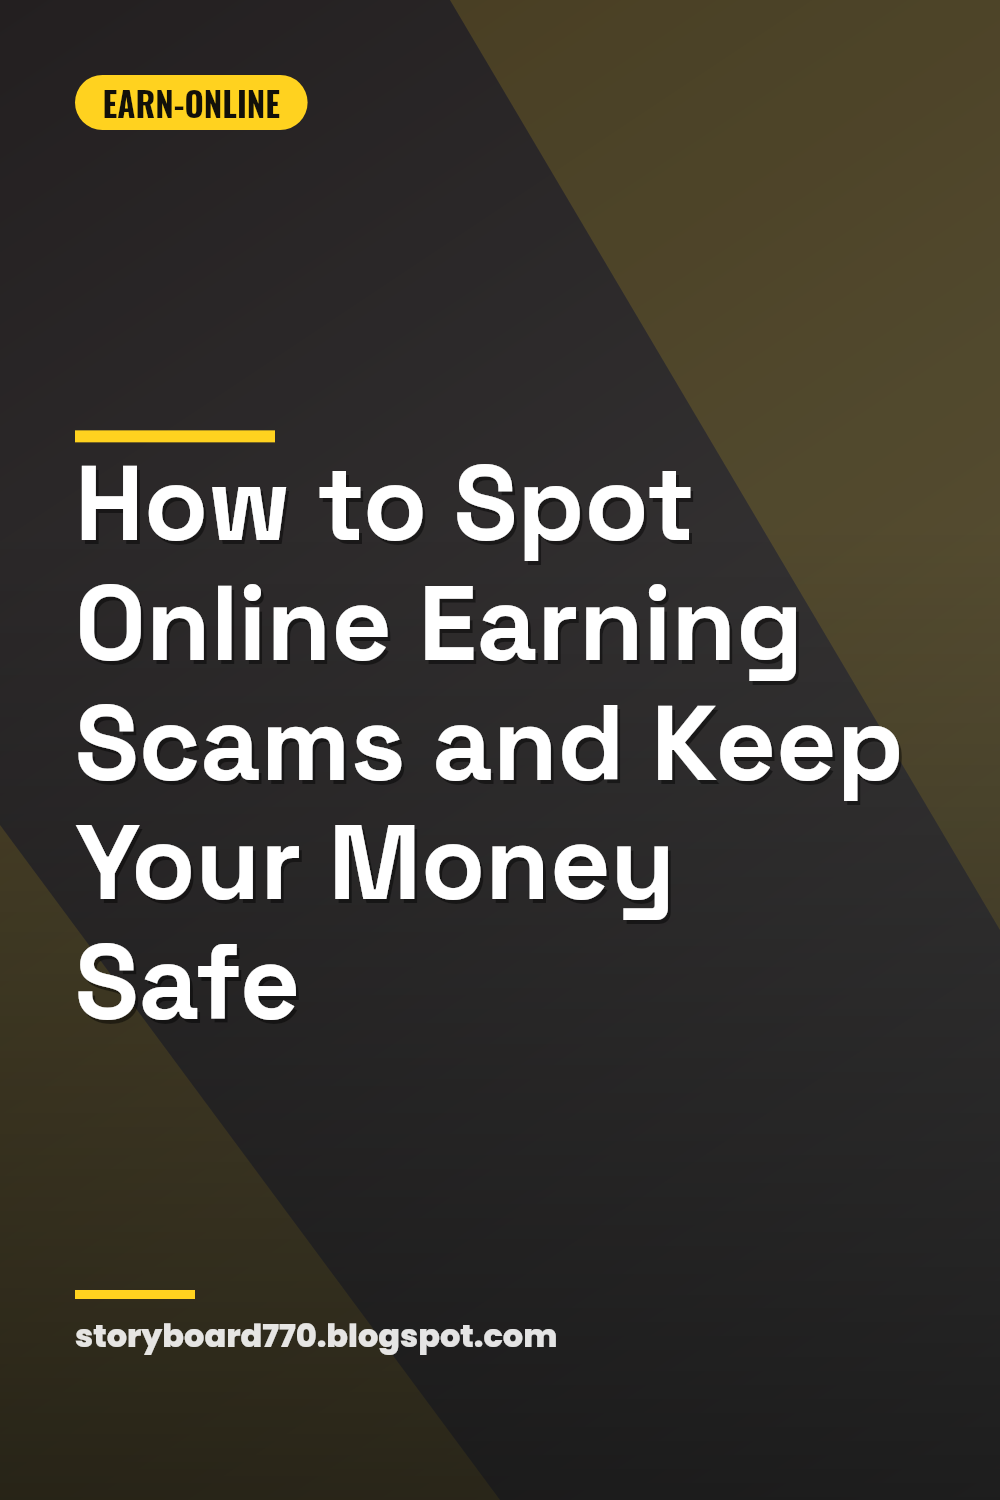 EARN-ONLINE
How to Spot
Online Earning
Scams and Keep
Your Money
Safe
storyboard770.blogspot.com